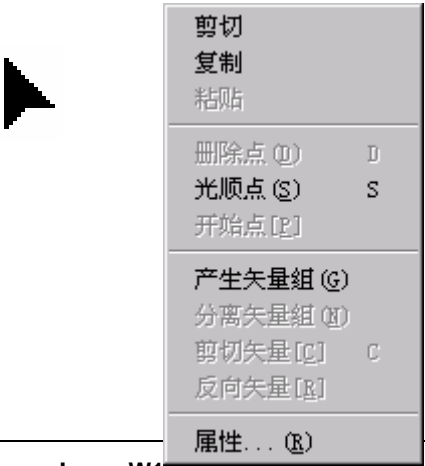 剪切
复制
粘贴
删除点(D) D
光顺点(S) S
开始点[P]
产生矢量组(G)
分离矢量组(N)
剪切矢量[C] C
反向矢量[R]
属性...(R)